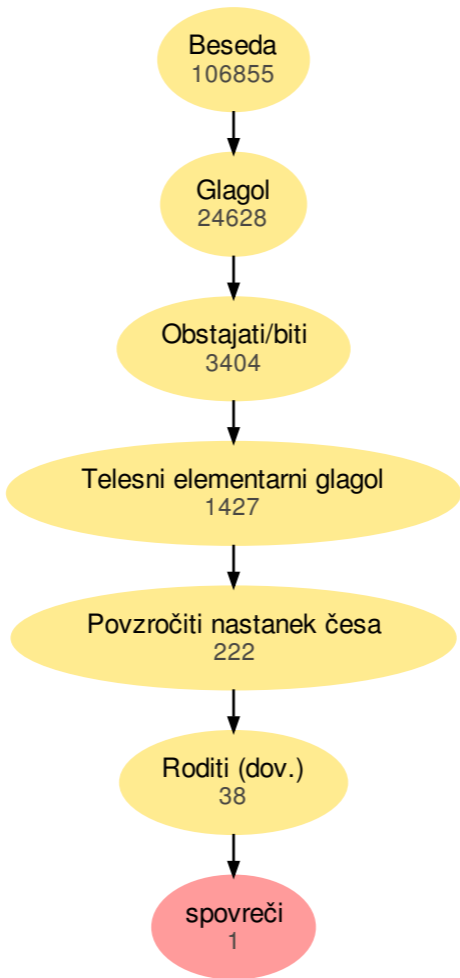 Beseda
106855
Glagol
24628
Obstajati/biti
3404
Telesni elementarni glagol
1427
Povzročiti nastanek česa
222
Roditi (dov.)
38
spovreči
1